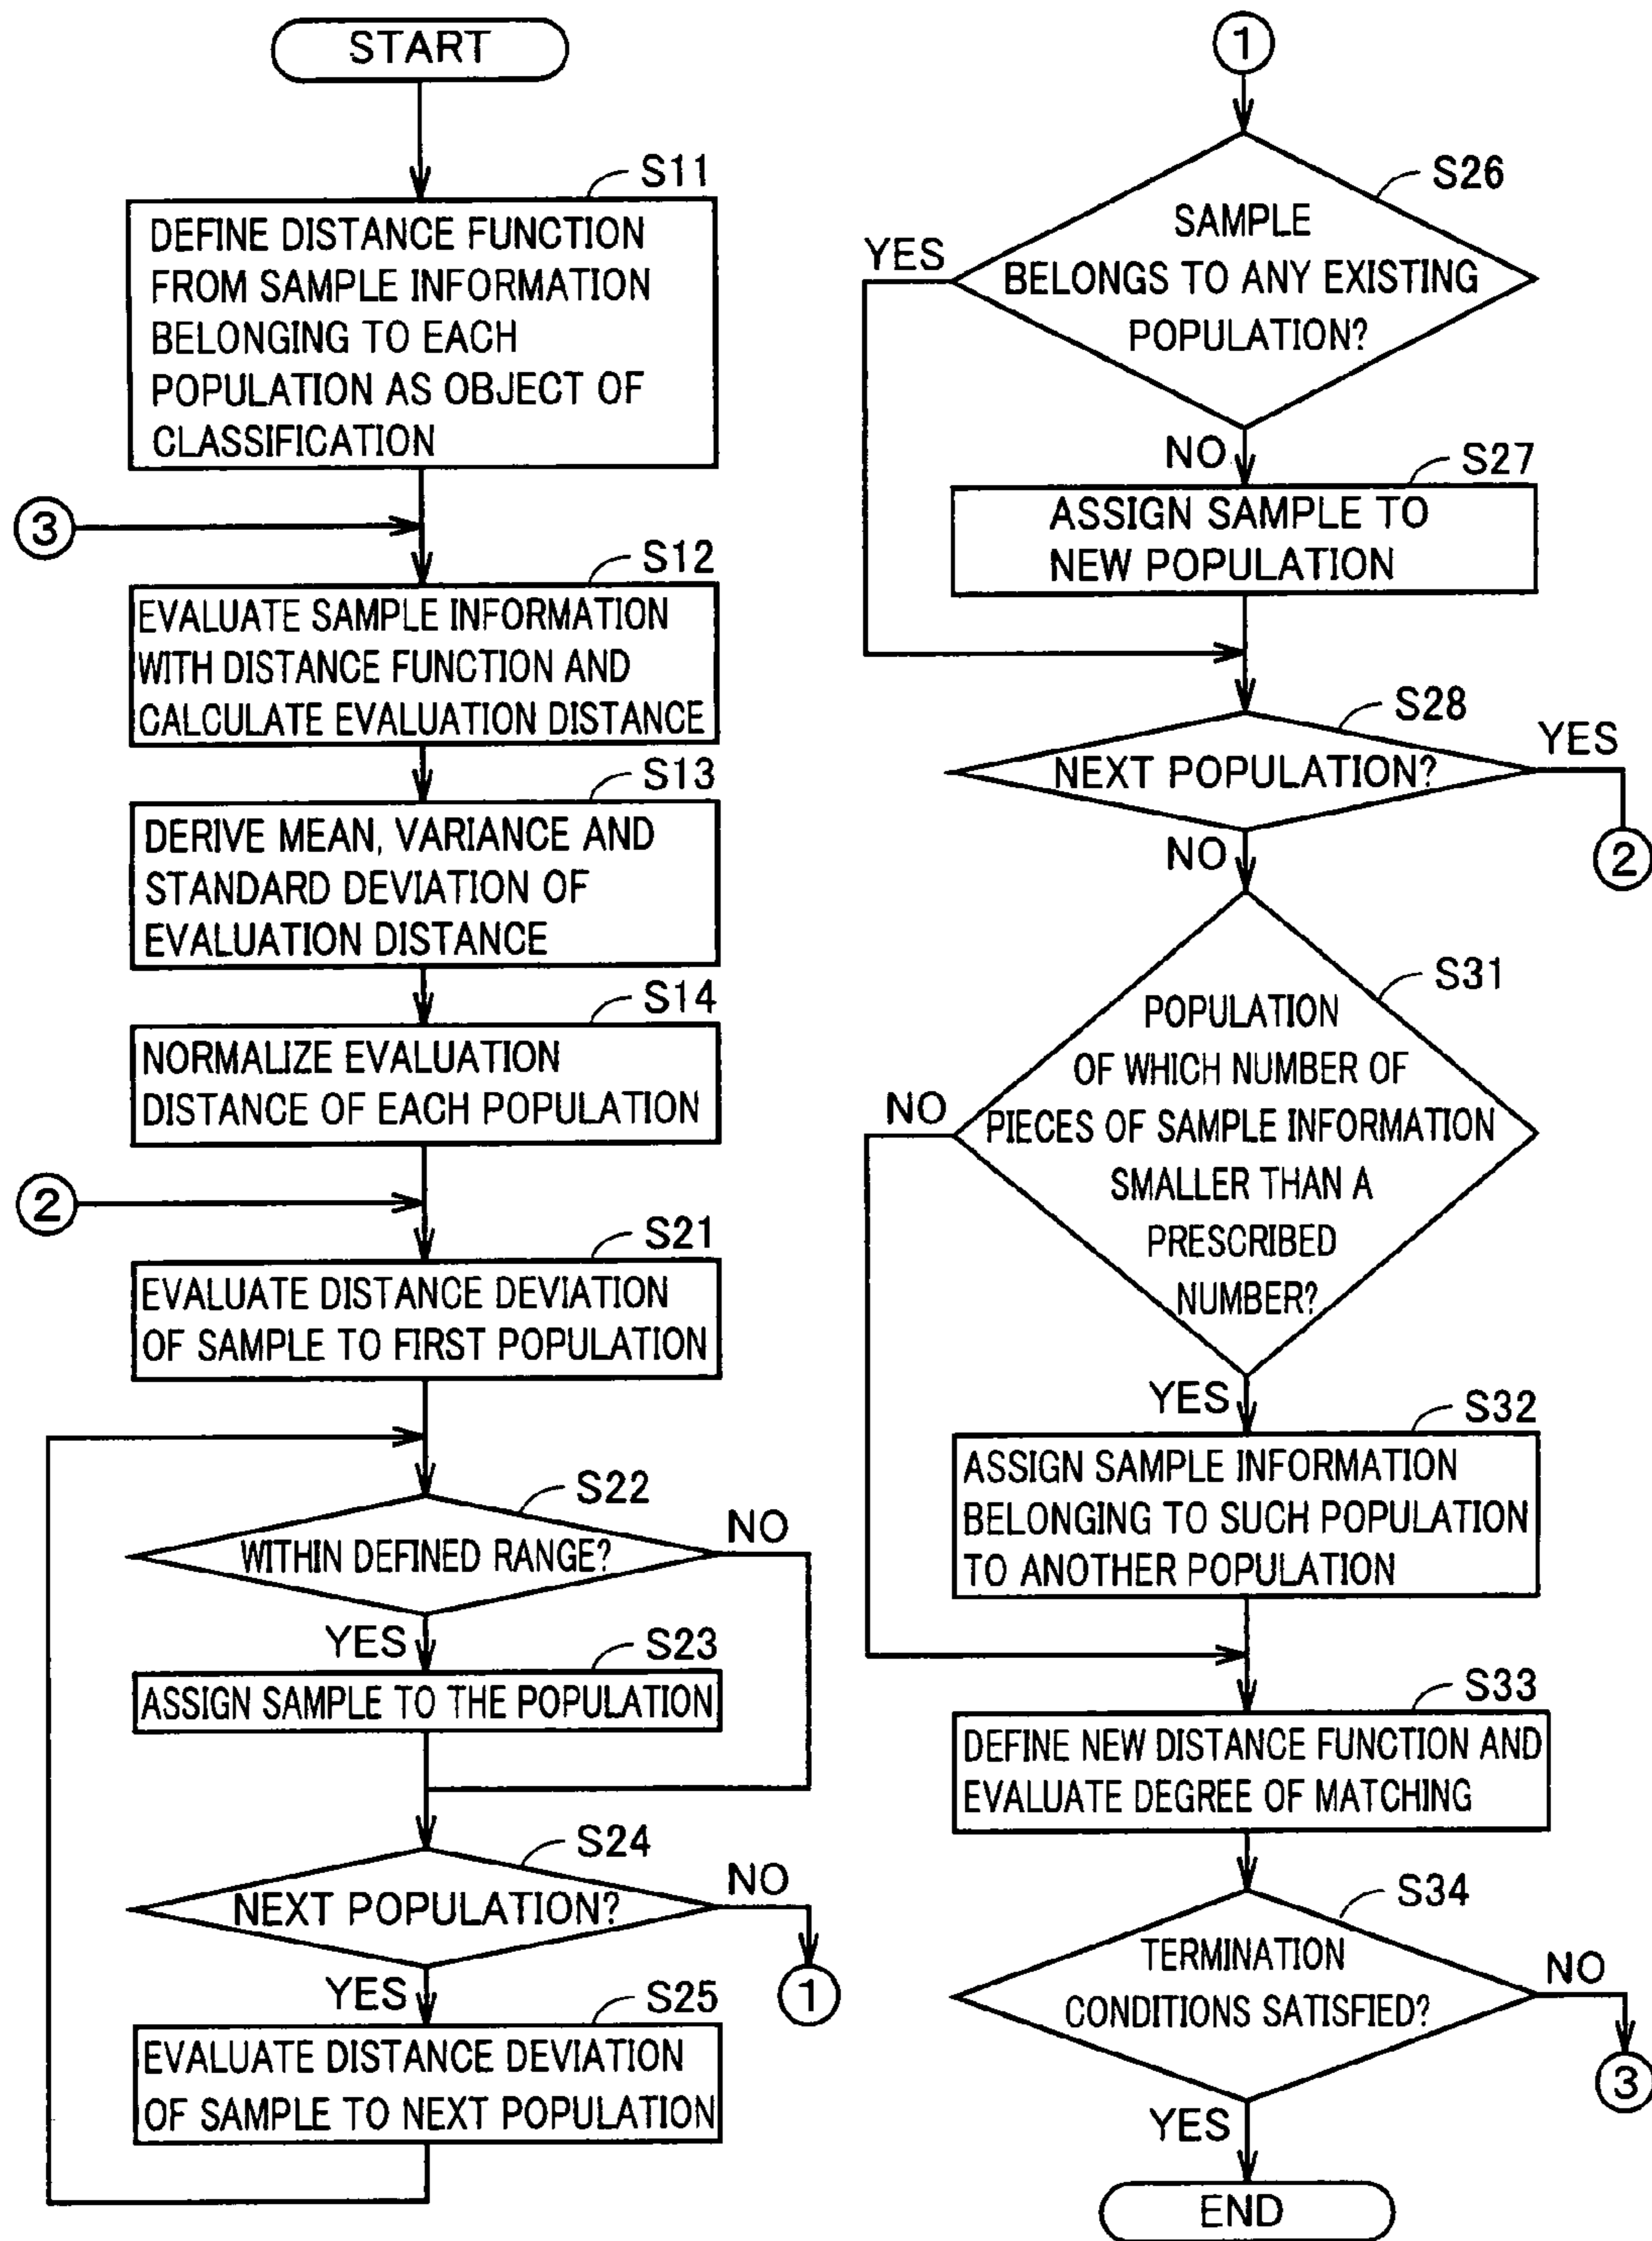 START
S11
DEFINE DISTANCE FUNCTION
FROM SAMPLE INFORMATION
BELONGING TO EACH
POPULATION AS OBJECT OF
CLASSIFICATION
3
S12
EVALUATE SAMPLE INFORMATION
WITH DISTANCE FUNCTION AND
CALCULATE EVALUATION DISTANCE
S13
DERIVE MEAN, VARIANCE AND
STANDARD DEVIATION OF
EVALUATION DISTANCE
S14
NORMALIZE EVALUATION
DISTANCE OF EACH POPULATION
2
S21
EVALUATE DISTANCE DEVIATION
OF SAMPLE TO FIRST POPULATION
S22
WITHIN DEFINED RANGE?
NO
YES
S23
ASSIGN SAMPLE TO THE POPULATION
S24
NEXT POPULATION?
NO
1
YES
S25
EVALUATE DISTANCE DEVIATION
OF SAMPLE TO NEXT POPULATION
1
S26
SAMPLE
BELONGS TO ANY EXISTING
POPULATION?
YES
NO
S27
ASSIGN SAMPLE TO
NEW POPULATION
S28
NEXT POPULATION?
YES
2
NO
S31
POPULATION
OF WHICH NUMBER OF
PIECES OF SAMPLE INFORMATION
SMALLER THAN A
PRESCRIBED
NUMBER?
NO
YES
S32
ASSIGN SAMPLE INFORMATION
BELONGING TO SUCH POPULATION
TO ANOTHER POPULATION
S33
DEFINE NEW DISTANCE FUNCTION AND
EVALUATE DEGREE OF MATCHING
S34
TERMINATION
CONDITIONS SATISFIED?
NO
3
YES
END